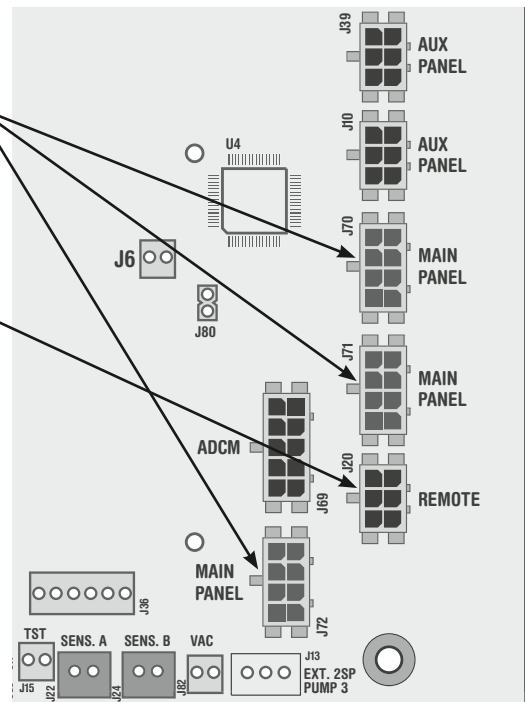 J39
AUX
PANEL
J10
AUX
PANEL
U4
J70
MAIN
PANEL
J6
J80
J71
MAIN
PANEL
ADCM
J69
J20
REMOTE
MAIN
PANEL
J72
J36
TST
J15
SENS. A
J22
SENS. B
J24
VAC
J82
J13
EXT. 2SP
PUMP 3